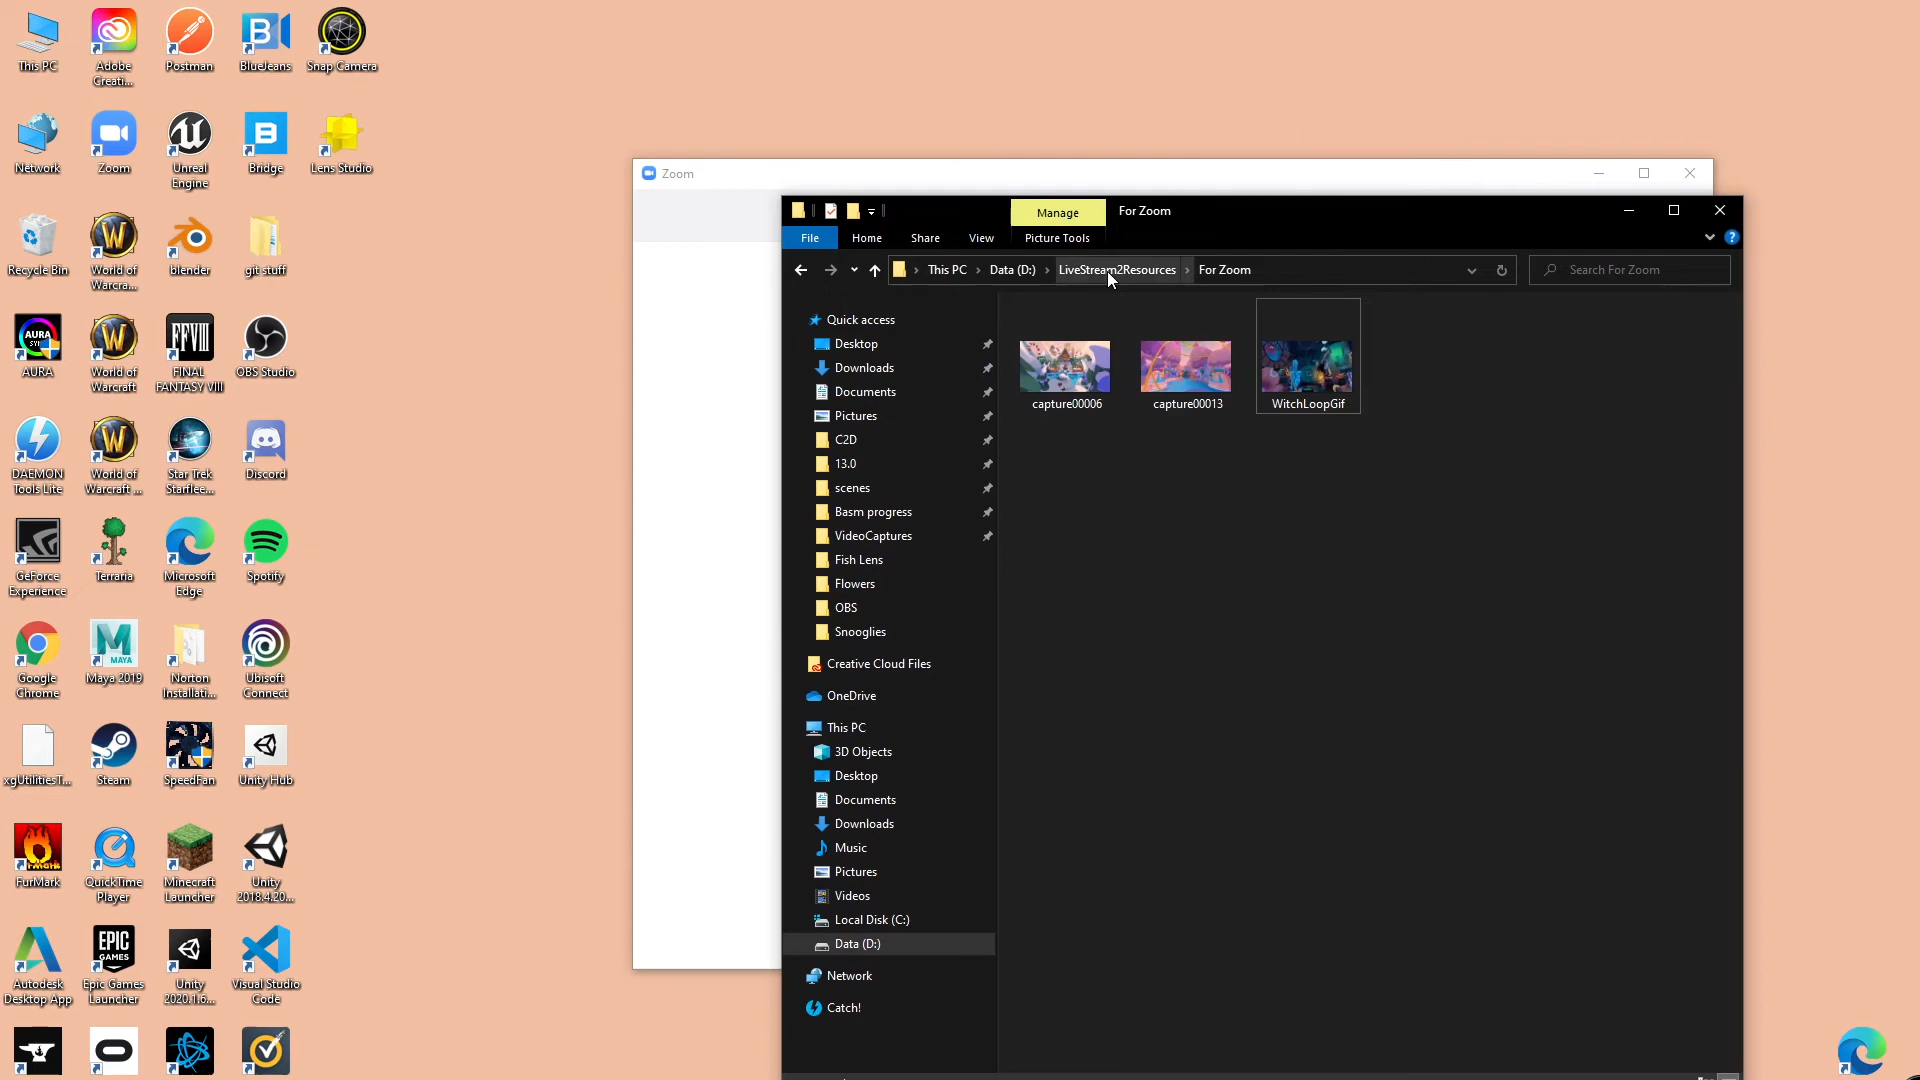 This PC
Adobe
Creati...
Postman
BlueJeans
Snap Camera
Network
Zoom
Unreal
Engine
Bridge
Lens Studio
Recycle Bin
World of
Warcra...
blender
git stuff
AURA
World of
Warcraft
FINAL
FANTASY VIII
OBS Studio
DAEMON
Tools Lite
World of
Warcraft ...
Star Trek
Starflee...
Discord
GeForce
Experience
Terraria
Microsoft
Edge
Spotify
Google
Chrome
Maya 2019
Norton
Installati...
Ubisoft
Connect
xgUtilitiesT...
Steam
SpeedFan
Unity Hub
FurMark
QuickTime
Player
Minecraft
Launcher
Unity
2018.4.20...
Autodesk
Desktop App
Epic Games
Launcher
Unity
2020.1.6...
Visual Studio
Code
Zoom
Manage
For Zoom
File
Home
Share
View
Picture Tools
This PC
Data (D:)
LiveStream2Resources
For Zoom
Search For Zoom
Quick access
Desktop
Downloads
Documents
Pictures
C2D
13.0
scenes
Basm progress
VideoCaptures
Fish Lens
Flowers
OBS
Snooglies
Creative Cloud Files
OneDrive
This PC
3D Objects
Desktop
Documents
Downloads
Music
Pictures
Videos
Local Disk (C:)
Data (D:)
Network
Catch!
capture00006
capture00013
WitchLoopGif